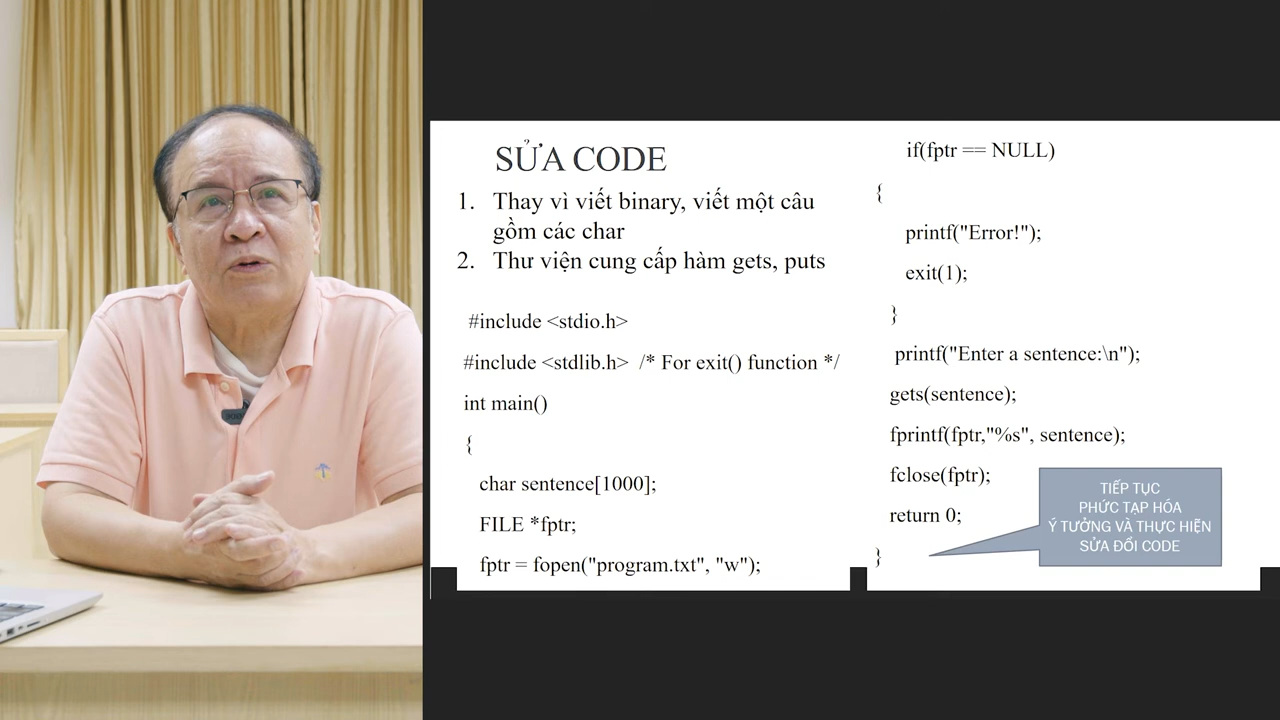 SỬA CODE
1. Thay vì viết binary, viết một câu
gồm các char
2. Thư viện cung cấp hàm gets, puts
#include <stdio.h>
#include <stdlib.h> /* For exit() function */
int main()
{
char sentence[1000];
FILE *fptr;
fptr = fopen("program.txt", "w");
if(fptr == NULL)
{
printf("Error!");
exit(1);
}
printf("Enter a sentence:\n");
gets(sentence);
fprintf(fptr,"%s", sentence);
fclose(fptr);
return 0;
}
TIẾP TỤC
PHỨC TẠP HÓA
Ý TƯỞNG VÀ THỰC HIỆN
SỬA ĐỔI CODE